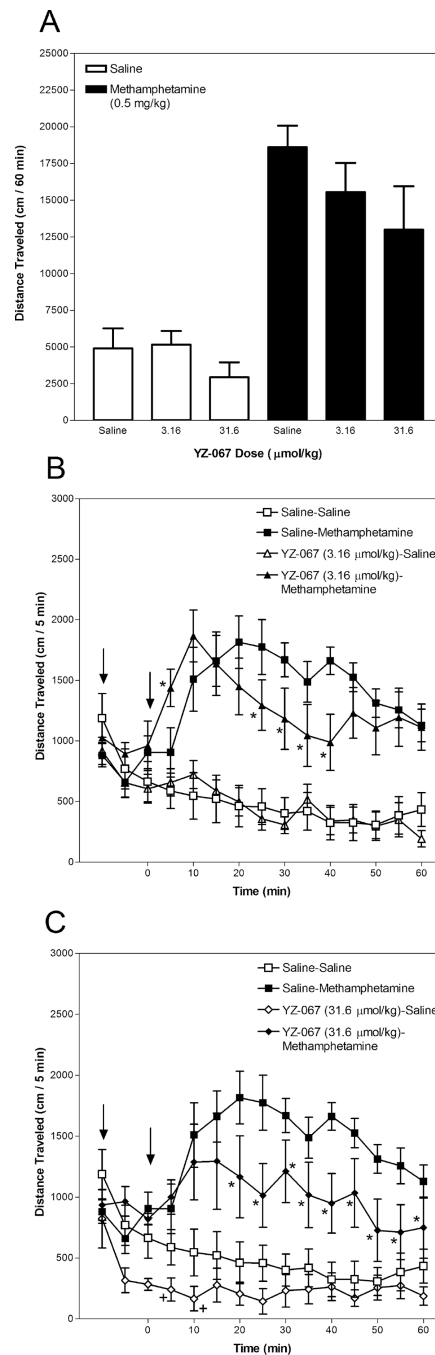 A
Saline
Methamphetamine
(0.5 mg/kg)
25000
22500
20000
17500
15000
12500
10000
7500
5000
2500
0
Distance Traveled (cm / 60 min)
Saline 3.16 31.6 Saline 3.16 31.6
YZ-067 Dose ( μmol/kg)
B
3000
2500
2000
1500
1000
500
0
Distance Traveled (cm / 5 min)
Saline-Saline
Saline-Methamphetamine
YZ-067 (3.16 μmol/kg)-Saline
YZ-067 (3.16 μmol/kg)-
Methamphetamine
*
* * * *
0 10 20 30 40 50 60
Time (min)
C
3000
2500
2000
1500
1000
500
0
Distance Traveled (cm / 5 min)
Saline-Saline
Saline-Methamphetamine
YZ-067 (31.6 μmol/kg)-Saline
YZ-067 (31.6 μmol/kg)-
Methamphetamine
* * * * * * * * *
+ +
0 10 20 30 40 50 60
Time (min)